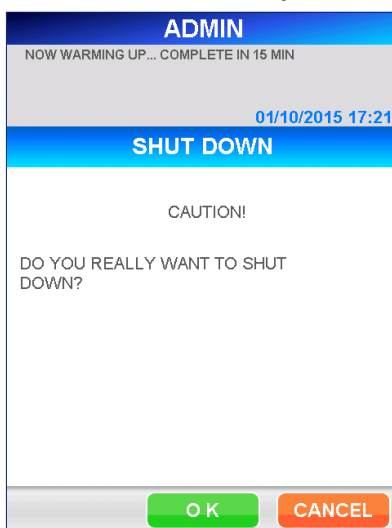 ADMIN
NOW WARMING UP... COMPLETE IN 15 MIN
01/10/2015 17:21
SHUT DOWN
CAUTION!
DO YOU REALLY WANT TO SHUT
DOWN?
O K
CANCEL